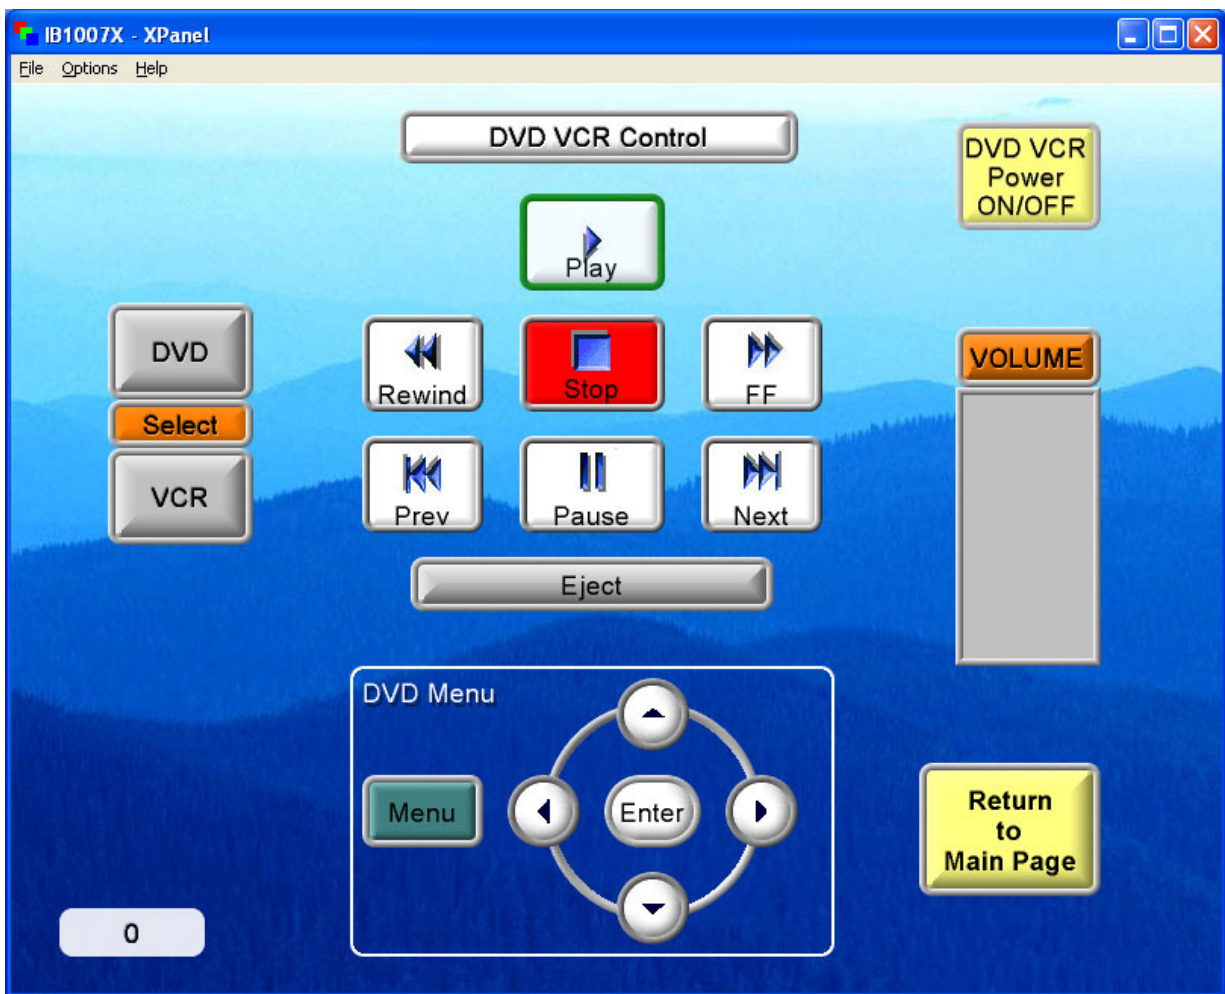 IB1007X - XPanel
File Options Help
DVD VCR Control
DVD VCR
Power
ON/OFF
Play
DVD
Select
VCR
Rewind
Stop
FF
Prev
Pause
Next
Eject
VOLUME
DVD Menu
Menu
Enter
Return
to
Main Page
0